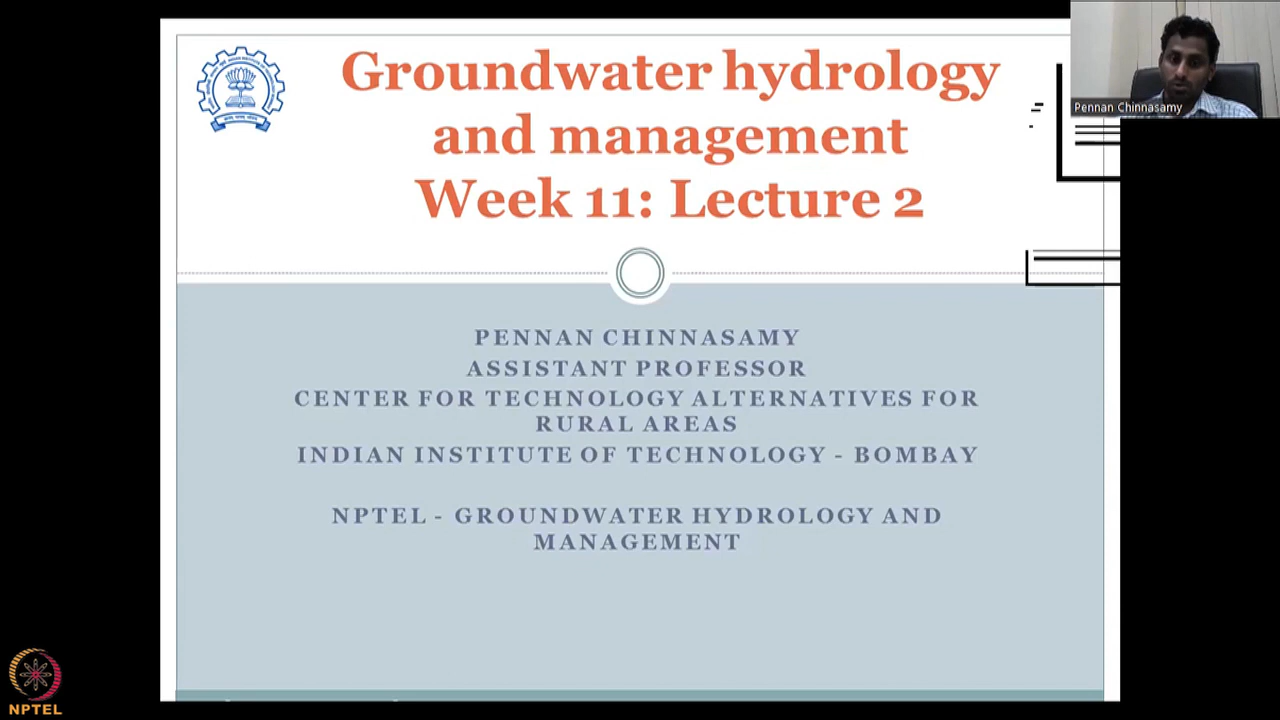 Groundwater hydrology
and management
Week 11: Lecture 2
Pennan Chinnasamy
PENNAN CHINNASAMY
ASSISTANT PROFESSOR
CENTER FOR TECHNOLOGY ALTERNATIVES FOR
RURAL AREAS
INDIAN INSTITUTE OF TECHNOLOGY - BOMBAY
NPTEL - GROUNDWATER HYDROLOGY AND
MANAGEMENT
NPTEL